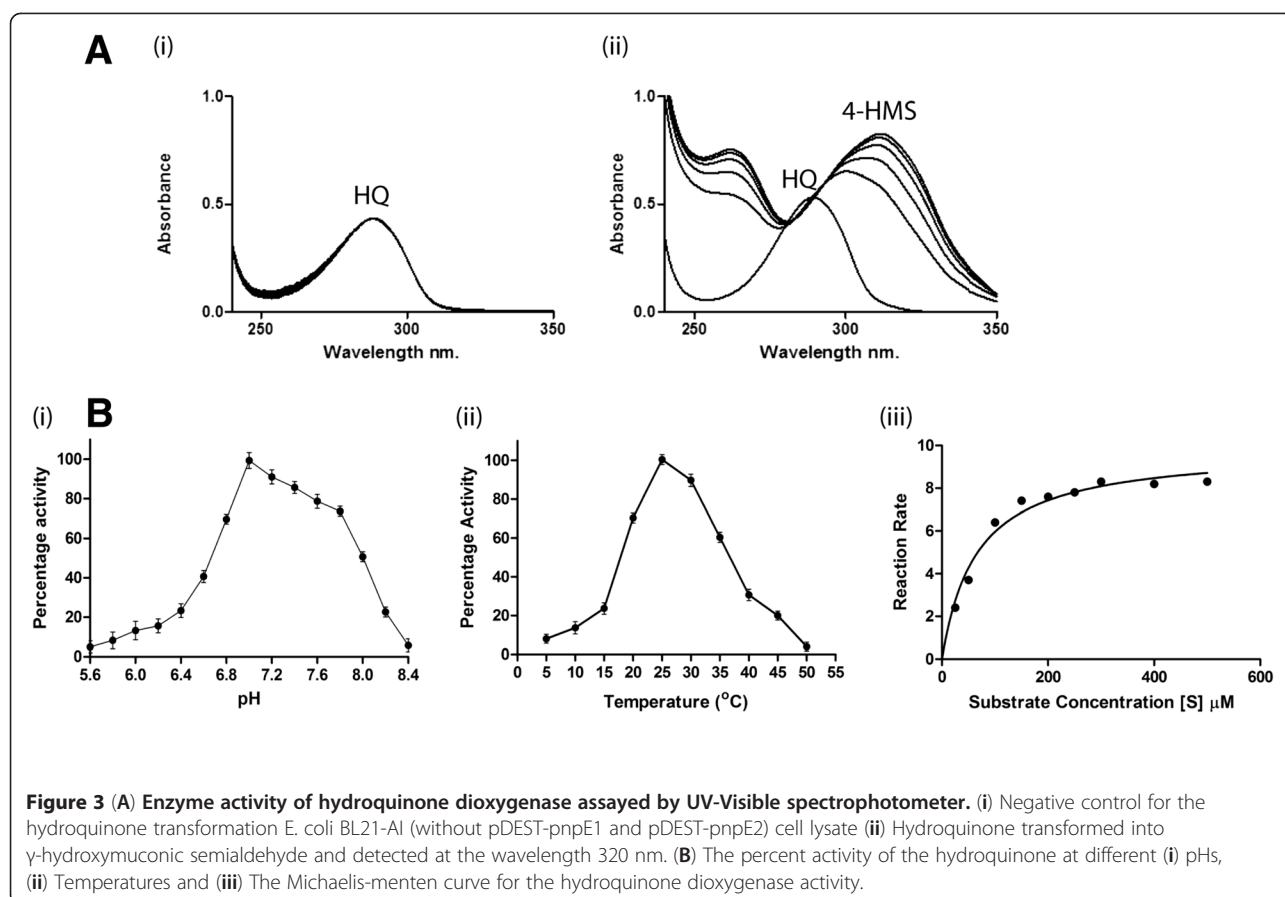 A
(i)
(ii)
1.0
0.5
0.0
Absorbance
HQ
250
300
350
Wavelength nm.
1.0
0.5
0.0
Absorbance
4-HMS
HQ
250
300
350
Wavelength nm.
B
(i)
(ii)
(iii)
100
80
60
40
20
0
Percentage activity
5.6
6.0
6.4
6.8
7.2
7.6
8.0
8.4
pH
100
80
60
40
20
0
Percentage Activity
0
5
10
15
20
25
30
35
40
45
50
55
Temperature (°C)
10
8
6
4
2
0
Reaction Rate
0
200
400
600
Substrate Concentration [S] μM
Figure 3 (A) Enzyme activity of hydroquinone dioxygenase assayed by UV-Visible spectrophotometer. (i) Negative control for the
hydroquinone transformation E. coli BL21-AI (without pDEST-pnpE1 and pDEST-pnpE2) cell lysate (ii) Hydroquinone transformed into
γ-hydroxymuconic semialdehyde and detected at the wavelength 320 nm. (B) The percent activity of the hydroquinone at different (i) pHs,
(ii) Temperatures and (iii) The Michaelis-menten curve for the hydroquinone dioxygenase activity.